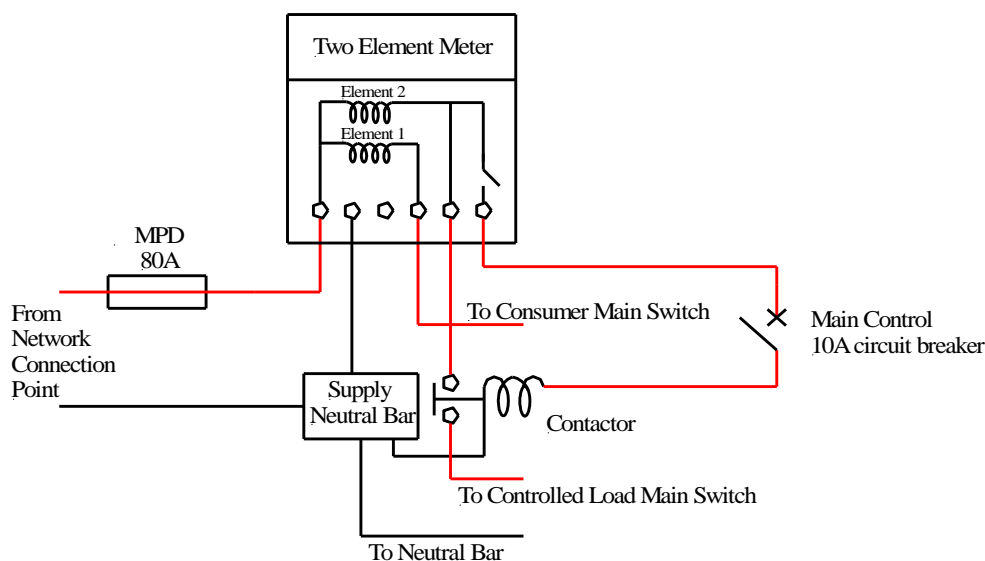 Two Element Meter
Element 2
Element 1
MPD
80A
From
Network
Connection
Point
To Consumer Main Switch
Main Control
10A circuit breaker
Supply
Neutral Bar
Contactor
To Controlled Load Main Switch
To Neutral Bar